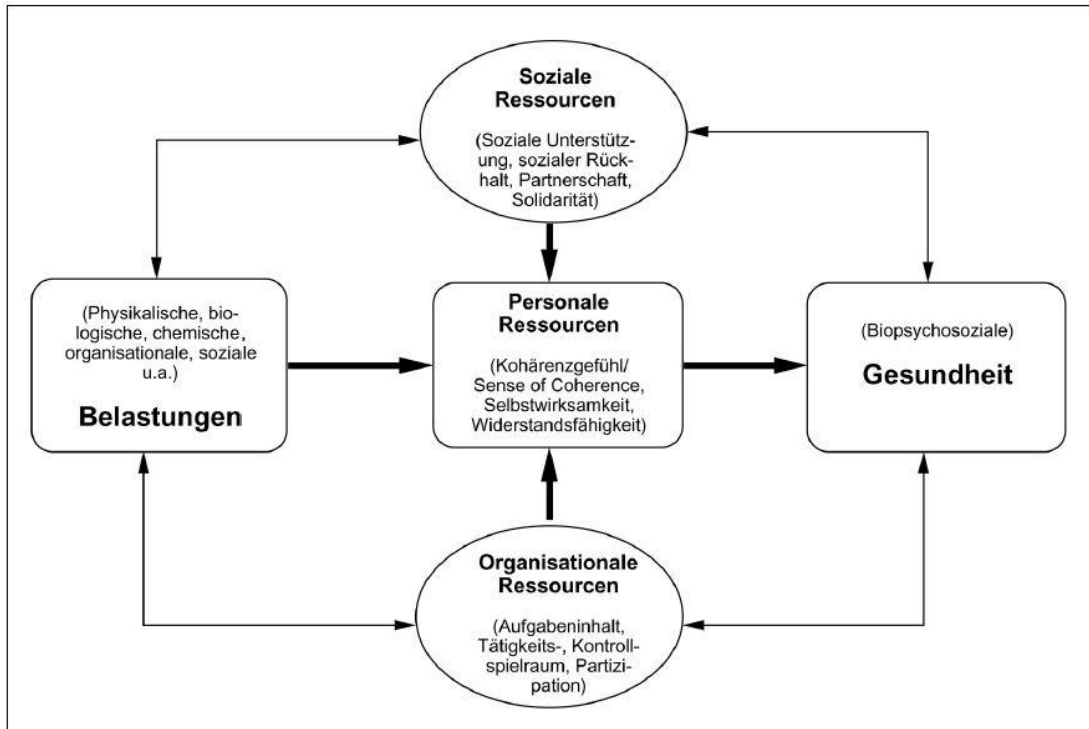 Soziale
Ressourcen
(Soziale Unterstütz-
ung, sozialer Rück-
halt, Partnerschaft,
Solidarität)
(Physikalische, bio-
logische, chemische,
organisationale, soziale
u.a.)
Belastungen
Personale
Ressourcen
(Kohärenzgefühl/
Sense of Coherence,
Selbstwirksamkeit,
Widerstandsfähigkeit)
(Biopsychosoziale)
Gesundheit
Organisationale
Ressourcen
(Aufgabeninhalt,
Tätigkeits-, Kontroll-
spielraum, Partizi-
pation)